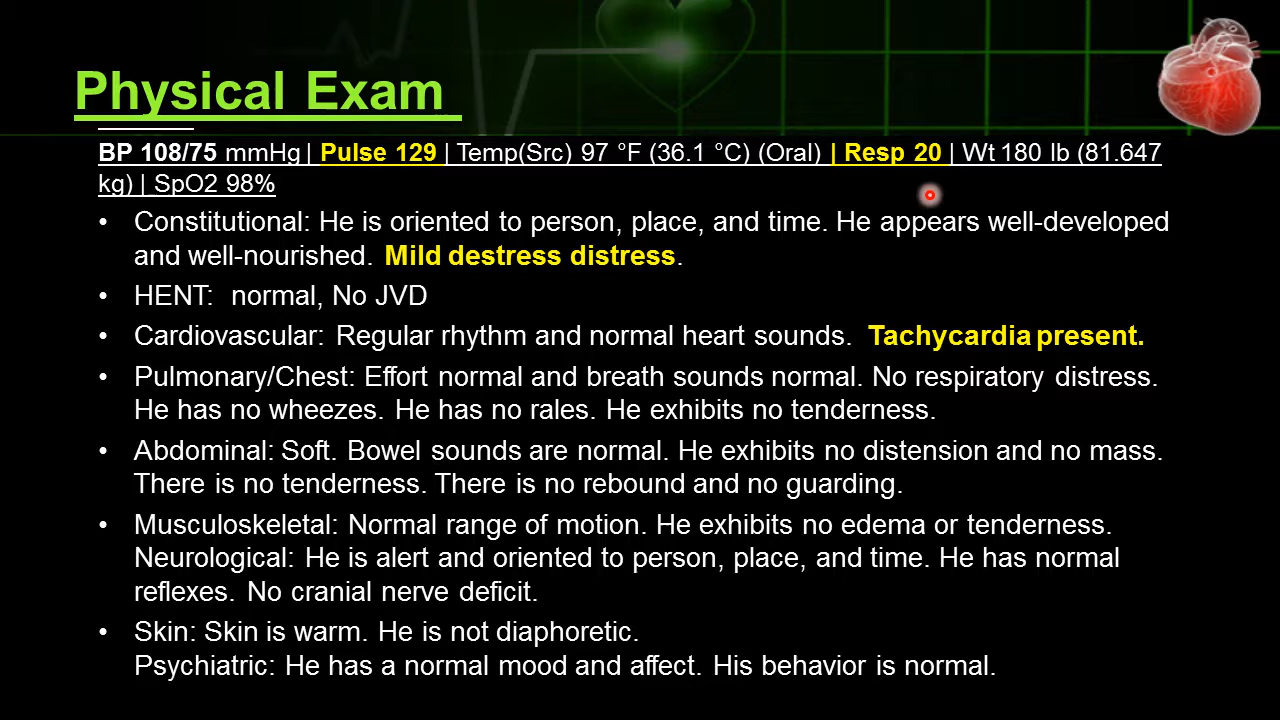 Physical Exam
BP 108/75 mmHg | Pulse 129 | Temp(Src) 97 °F (36.1 °C) (Oral) | Resp 20 | Wt 180 lb (81.647
kg) | SpO2 98%
• Constitutional: He is oriented to person, place, and time. He appears well-developed
and well-nourished. Mild destress distress.
• HENT: normal, No JVD
• Cardiovascular: Regular rhythm and normal heart sounds. Tachycardia present.
• Pulmonary/Chest: Effort normal and breath sounds normal. No respiratory distress.
He has no wheezes. He has no rales. He exhibits no tenderness.
• Abdominal: Soft. Bowel sounds are normal. He exhibits no distension and no mass.
There is no tenderness. There is no rebound and no guarding.
• Musculoskeletal: Normal range of motion. He exhibits no edema or tenderness.
Neurological: He is alert and oriented to person, place, and time. He has normal
reflexes. No cranial nerve deficit.
• Skin: Skin is warm. He is not diaphoretic.
Psychiatric: He has a normal mood and affect. His behavior is normal.